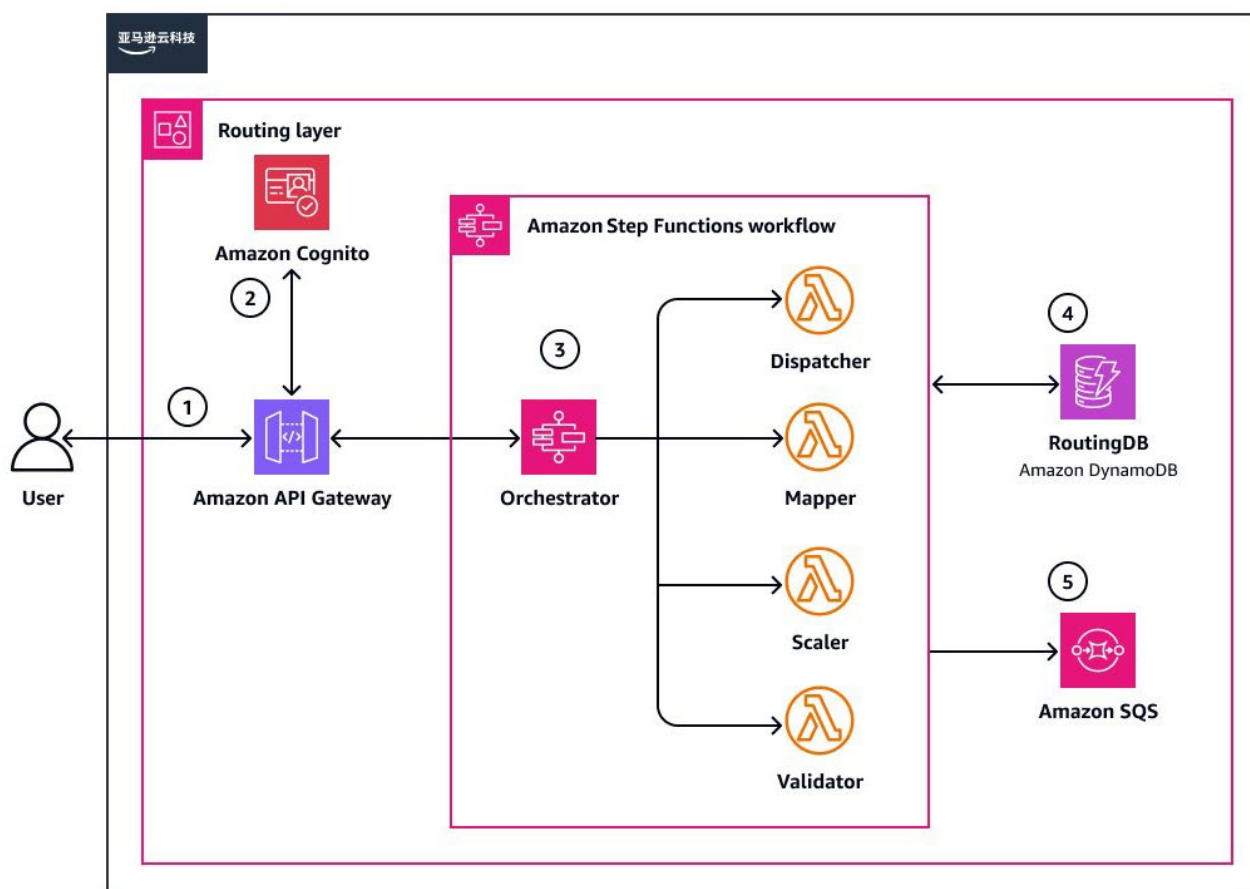 亚马逊云科技
Routing layer
Amazon Cognito
Amazon Step Functions workflow
2
3
4
Dispatcher
1
RoutingDB
Amazon DynamoDB
User
Amazon API Gateway
Orchestrator
Mapper
5
Scaler
Amazon SQS
Validator